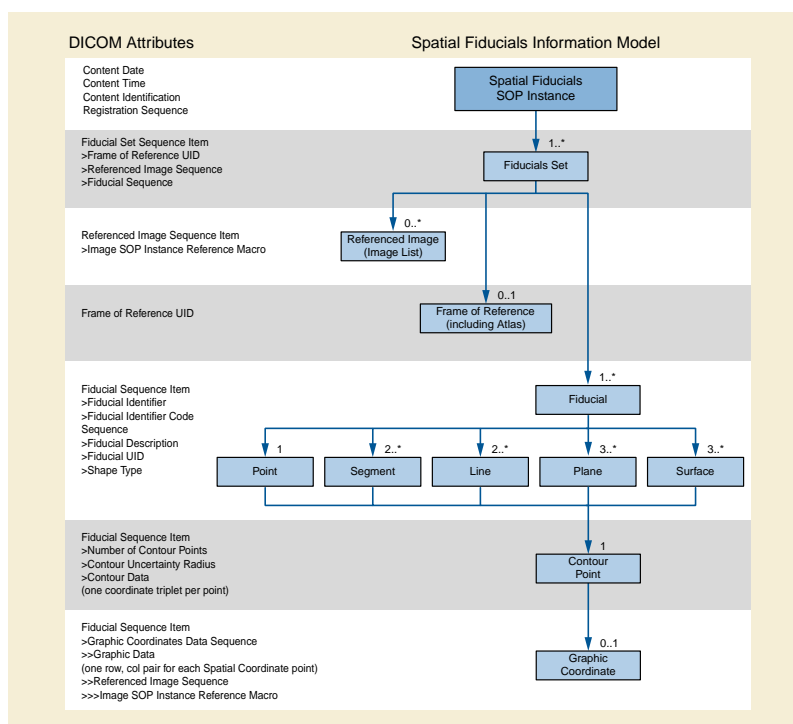 DICOM Attributes
Spatial Fiducials Information Model
Content Date
Content Time
Content Identification
Registration Sequence
Spatial Fiducials
SOP Instance
Fiducial Set Sequence Item
>Frame of Reference UID
>Referenced Image Sequence
>Fiducial Sequence
1..*
Fiducials Set
Referenced Image Sequence Item
>Image SOP Instance Reference Macro
0..*
Referenced Image
(Image List)
Frame of Reference UID
0..1
Frame of Reference
(including Atlas)
Fiducial Sequence Item
>Fiducial Identifier
>Fiducial Identifier Code
Sequence
>Fiducial Description
>Fiducial UID
>Shape Type
1..*
Fiducial
1
2..*
2..*
3..*
3..*
Point
Segment
Line
Plane
Surface
Fiducial Sequence Item
>Number of Contour Points
>Contour Uncertainty Radius
>Contour Data
(one coordinate triplet per point)
1
Contour
Point
Fiducial Sequence Item
>Graphic Coordinates Data Sequence
>>Graphic Data
(one row, col pair for each Spatial Coordinate point)
>>Referenced Image Sequence
>>>Image SOP Instance Reference Macro
0..1
Graphic
Coordinate